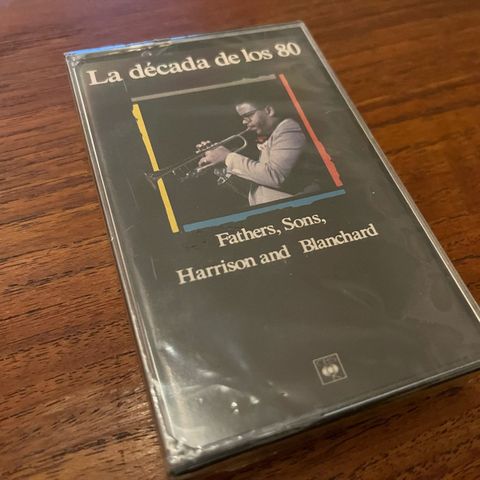 La década de los 80
Fathers, Sons,
Harrison and Blanchard